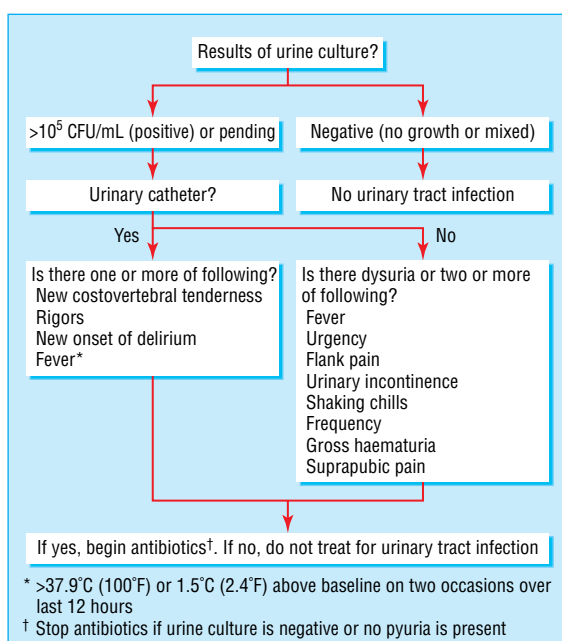 Results of urine culture?
>10⁵ CFU/mL (positive) or pending
Negative (no growth or mixed)
Urinary catheter?
No urinary tract infection
Yes
No
Is there one or more of following?
New costovertebral tenderness
Rigors
New onset of delirium
Fever*
Is there dysuria or two or more
of following?
Fever
Urgency
Flank pain
Urinary incontinence
Shaking chills
Frequency
Gross haematuria
Suprapubic pain
If yes, begin antibiotics†. If no, do not treat for urinary tract infection
* >37.9°C (100°F) or 1.5°C (2.4°F) above baseline on two occasions over
last 12 hours
† Stop antibiotics if urine culture is negative or no pyuria is present